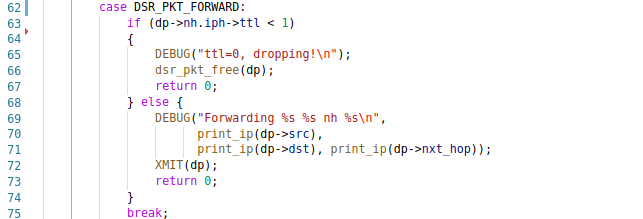 62 case DSR_PKT_FORWARD:
63 if (dp->nh.iph->ttl < 1)
64 {
65 DEBUG("ttl=0, dropping!\n");
66 dsr_pkt_free(dp);
67 return 0;
68 } else {
69 DEBUG("Forwarding %s %s nh %s\n",
70 print_ip(dp->src),
71 print_ip(dp->dst), print_ip(dp->nxt_hop));
72 XMIT(dp);
73 return 0;
74 }
75 break;